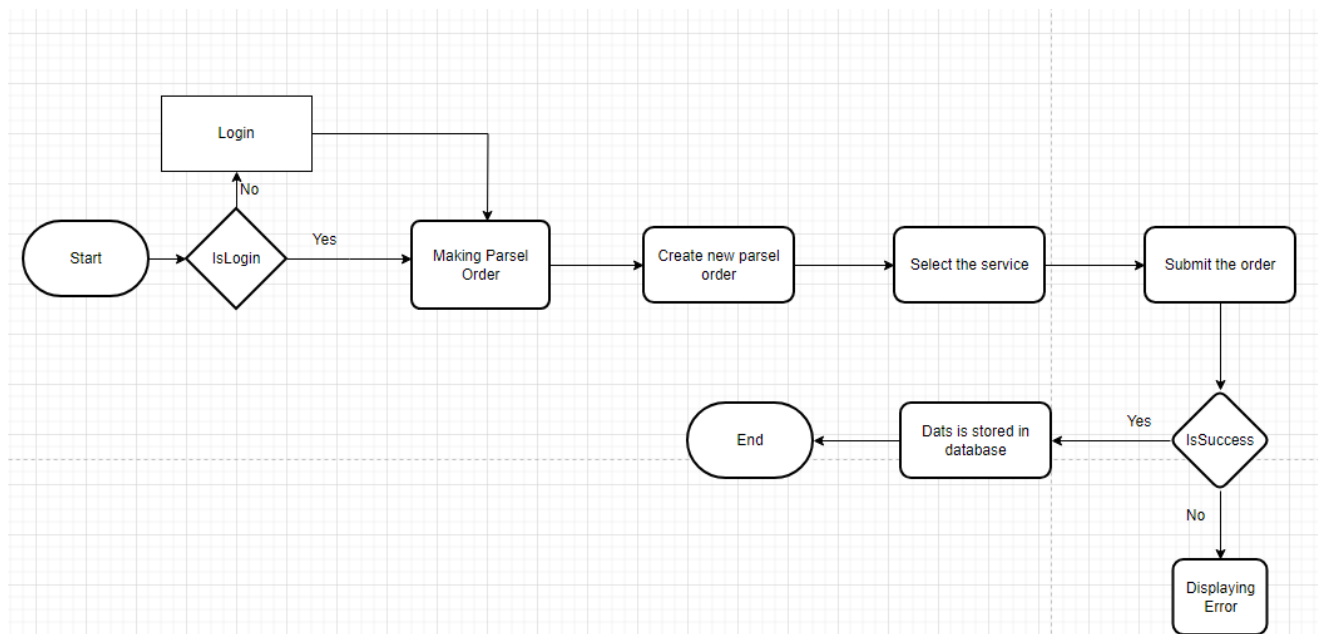 Login
No
Start
IsLogin
Yes
Making Parsel
Order
Create new parsel
order
Select the service
Submit the order
End
Dats is stored in
database
Yes
IsSuccess
No
Displaying
Error